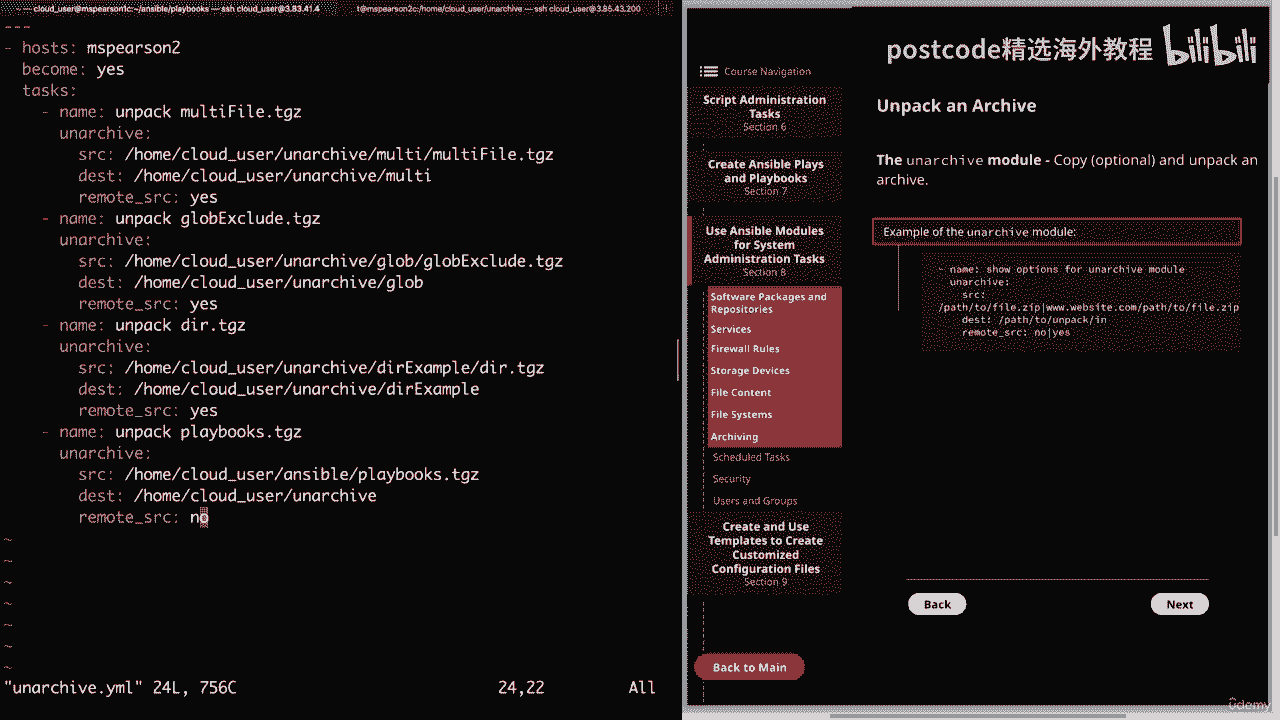 cloud_user@mspearson1c:~/ansible/playbooks — ssh cloud_user@3.83.41.4
t@mspearson2c:/home/cloud_user/unarchive — ssh cloud_user@3.85.43.200
---
- hosts: mspearson2
become: yes
tasks:
- name: unpack multiFile.tgz
unarchive:
src: /home/cloud_user/unarchive/multi/multiFile.tgz
dest: /home/cloud_user/unarchive/multi
remote_src: yes
- name: unpack globExclude.tgz
unarchive:
src: /home/cloud_user/unarchive/glob/globExclude.tgz
dest: /home/cloud_user/unarchive/glob
remote_src: yes
- name: unpack dir.tgz
unarchive:
src: /home/cloud_user/unarchive/dirExample/dir.tgz
dest: /home/cloud_user/unarchive/dirExample
remote_src: yes
- name: unpack playbooks.tgz
unarchive:
src: /home/cloud_user/ansible/playbooks.tgz
dest: /home/cloud_user/unarchive
remote_src: no
~
~
~
~
~
~
~
"unarchive.yml" 24L, 756C 24,22 All
postcode精选海外教程 bilibili
Course Navigation
Script Administration
Tasks
Section 6
Create Ansible Plays
and Playbooks
Section 7
Use Ansible Modules
for System
Administration Tasks
Section 8
Software Packages and
Repositories
Services
Firewall Rules
Storage Devices
File Content
File Systems
Archiving
Scheduled Tasks
Security
Users and Groups
Create and Use
Templates to Create
Customized
Configuration Files
Section 9
Back to Main
Unpack an Archive
The unarchive module - Copy (optional) and unpack an
archive.
Example of the unarchive module:
- name: show options for unarchive module
unarchive:
src:
/path/to/file.zip|www.website.com/path/to/file.zip
dest: /path/to/unpack/in
remote_src: no|yes
Back
Next
udemy